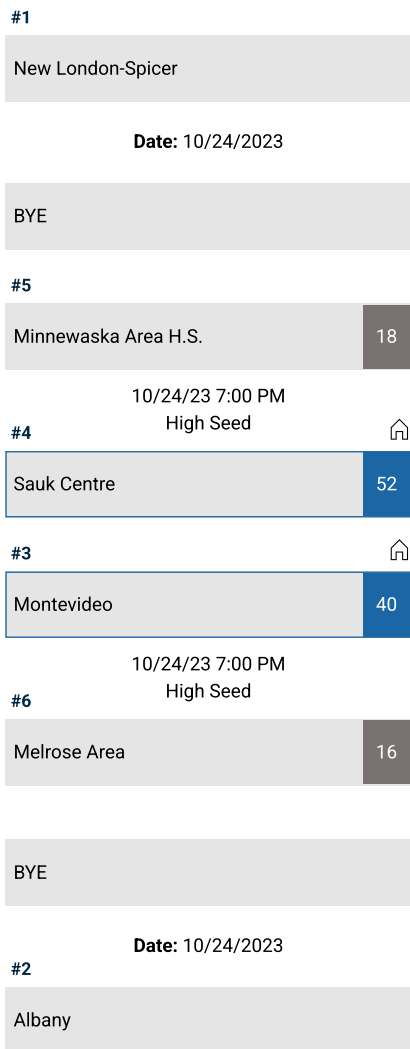 #1
New London-Spicer
Date: 10/24/2023
BYE
#5
Minnewaska Area H.S. 18
10/24/23 7:00 PM
High Seed
#4
Sauk Centre 52
#3
Montevideo 40
10/24/23 7:00 PM
High Seed
#6
Melrose Area 16
BYE
Date: 10/24/2023
#2
Albany